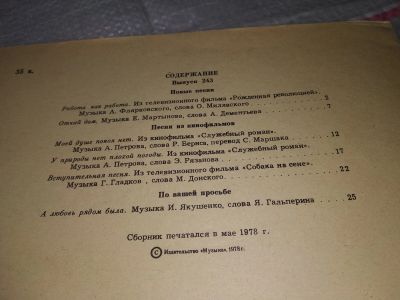 35 к.
СОДЕРЖАНИЕ
Выпуск 243
Новые песни
Работа как работа. Из телевизионного фильма «Рожденная революцией».
Музыка А. Флярковского, слова О. Милявского . . . . . 2
Отчий дом. Музыка Е. Мартынова, слова А. Дементьева . . . . 7
Песни из кинофильмов
Моей душе покоя нет. Из кинофильма «Служебный роман».
Музыка А. Петрова, слова Р. Бернса, перевод С. Маршака . . . 12
У природы нет плохой погоды. Из кинофильма «Служебный роман».
Музыка А. Петрова, слова Э. Рязанова . . . . . 17
Вступительная песня. Из телевизионного фильма «Собака на сене».
Музыка Г. Гладкова, слова М. Донского . . . . . 22
По вашей просьбе
А любовь рядом была. Музыка И. Якушенко, слова Я. Гальперина . . 25
Сборник печатался в мае 1978 г.
© Издательство «Музыка», 1978 г.